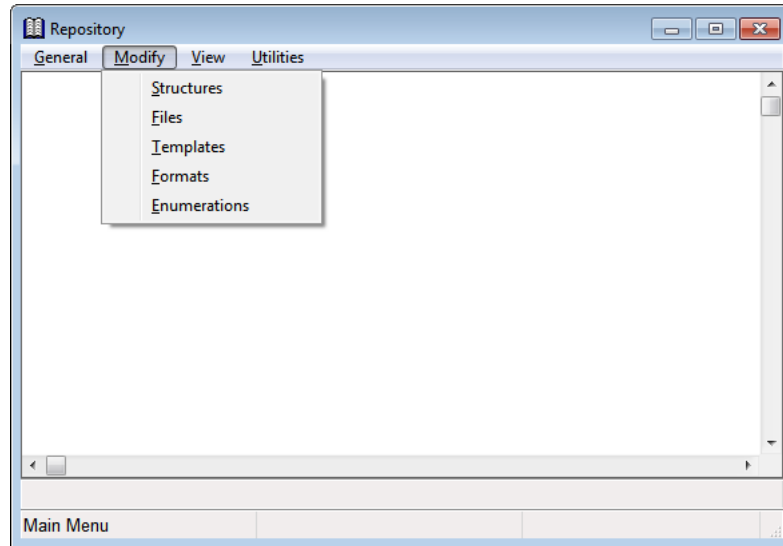 Repository
General Modify View Utilities
Structures
Files
Templates
Formats
Enumerations
Main Menu